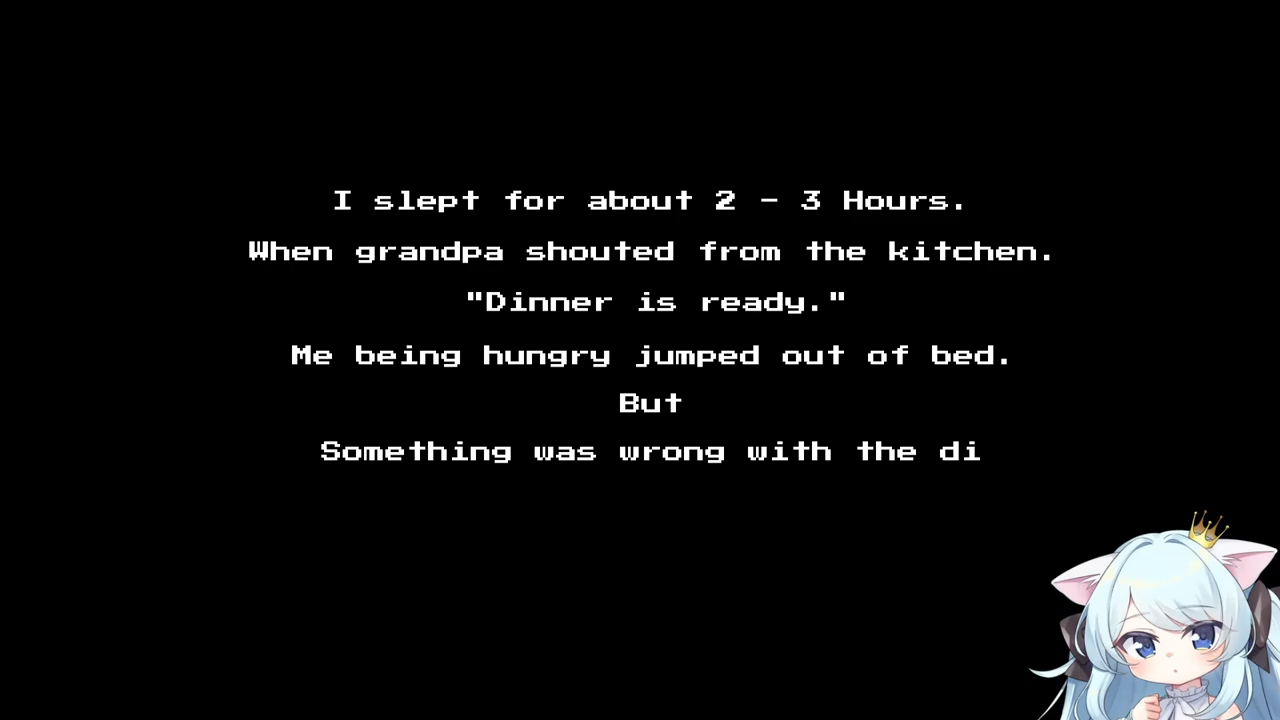 I slept for about 2 - 3 Hours.
When grandpa shouted from the kitchen.
"Dinner is ready."
Me being hungry jumped out of bed.
But
Something was wrong with the di